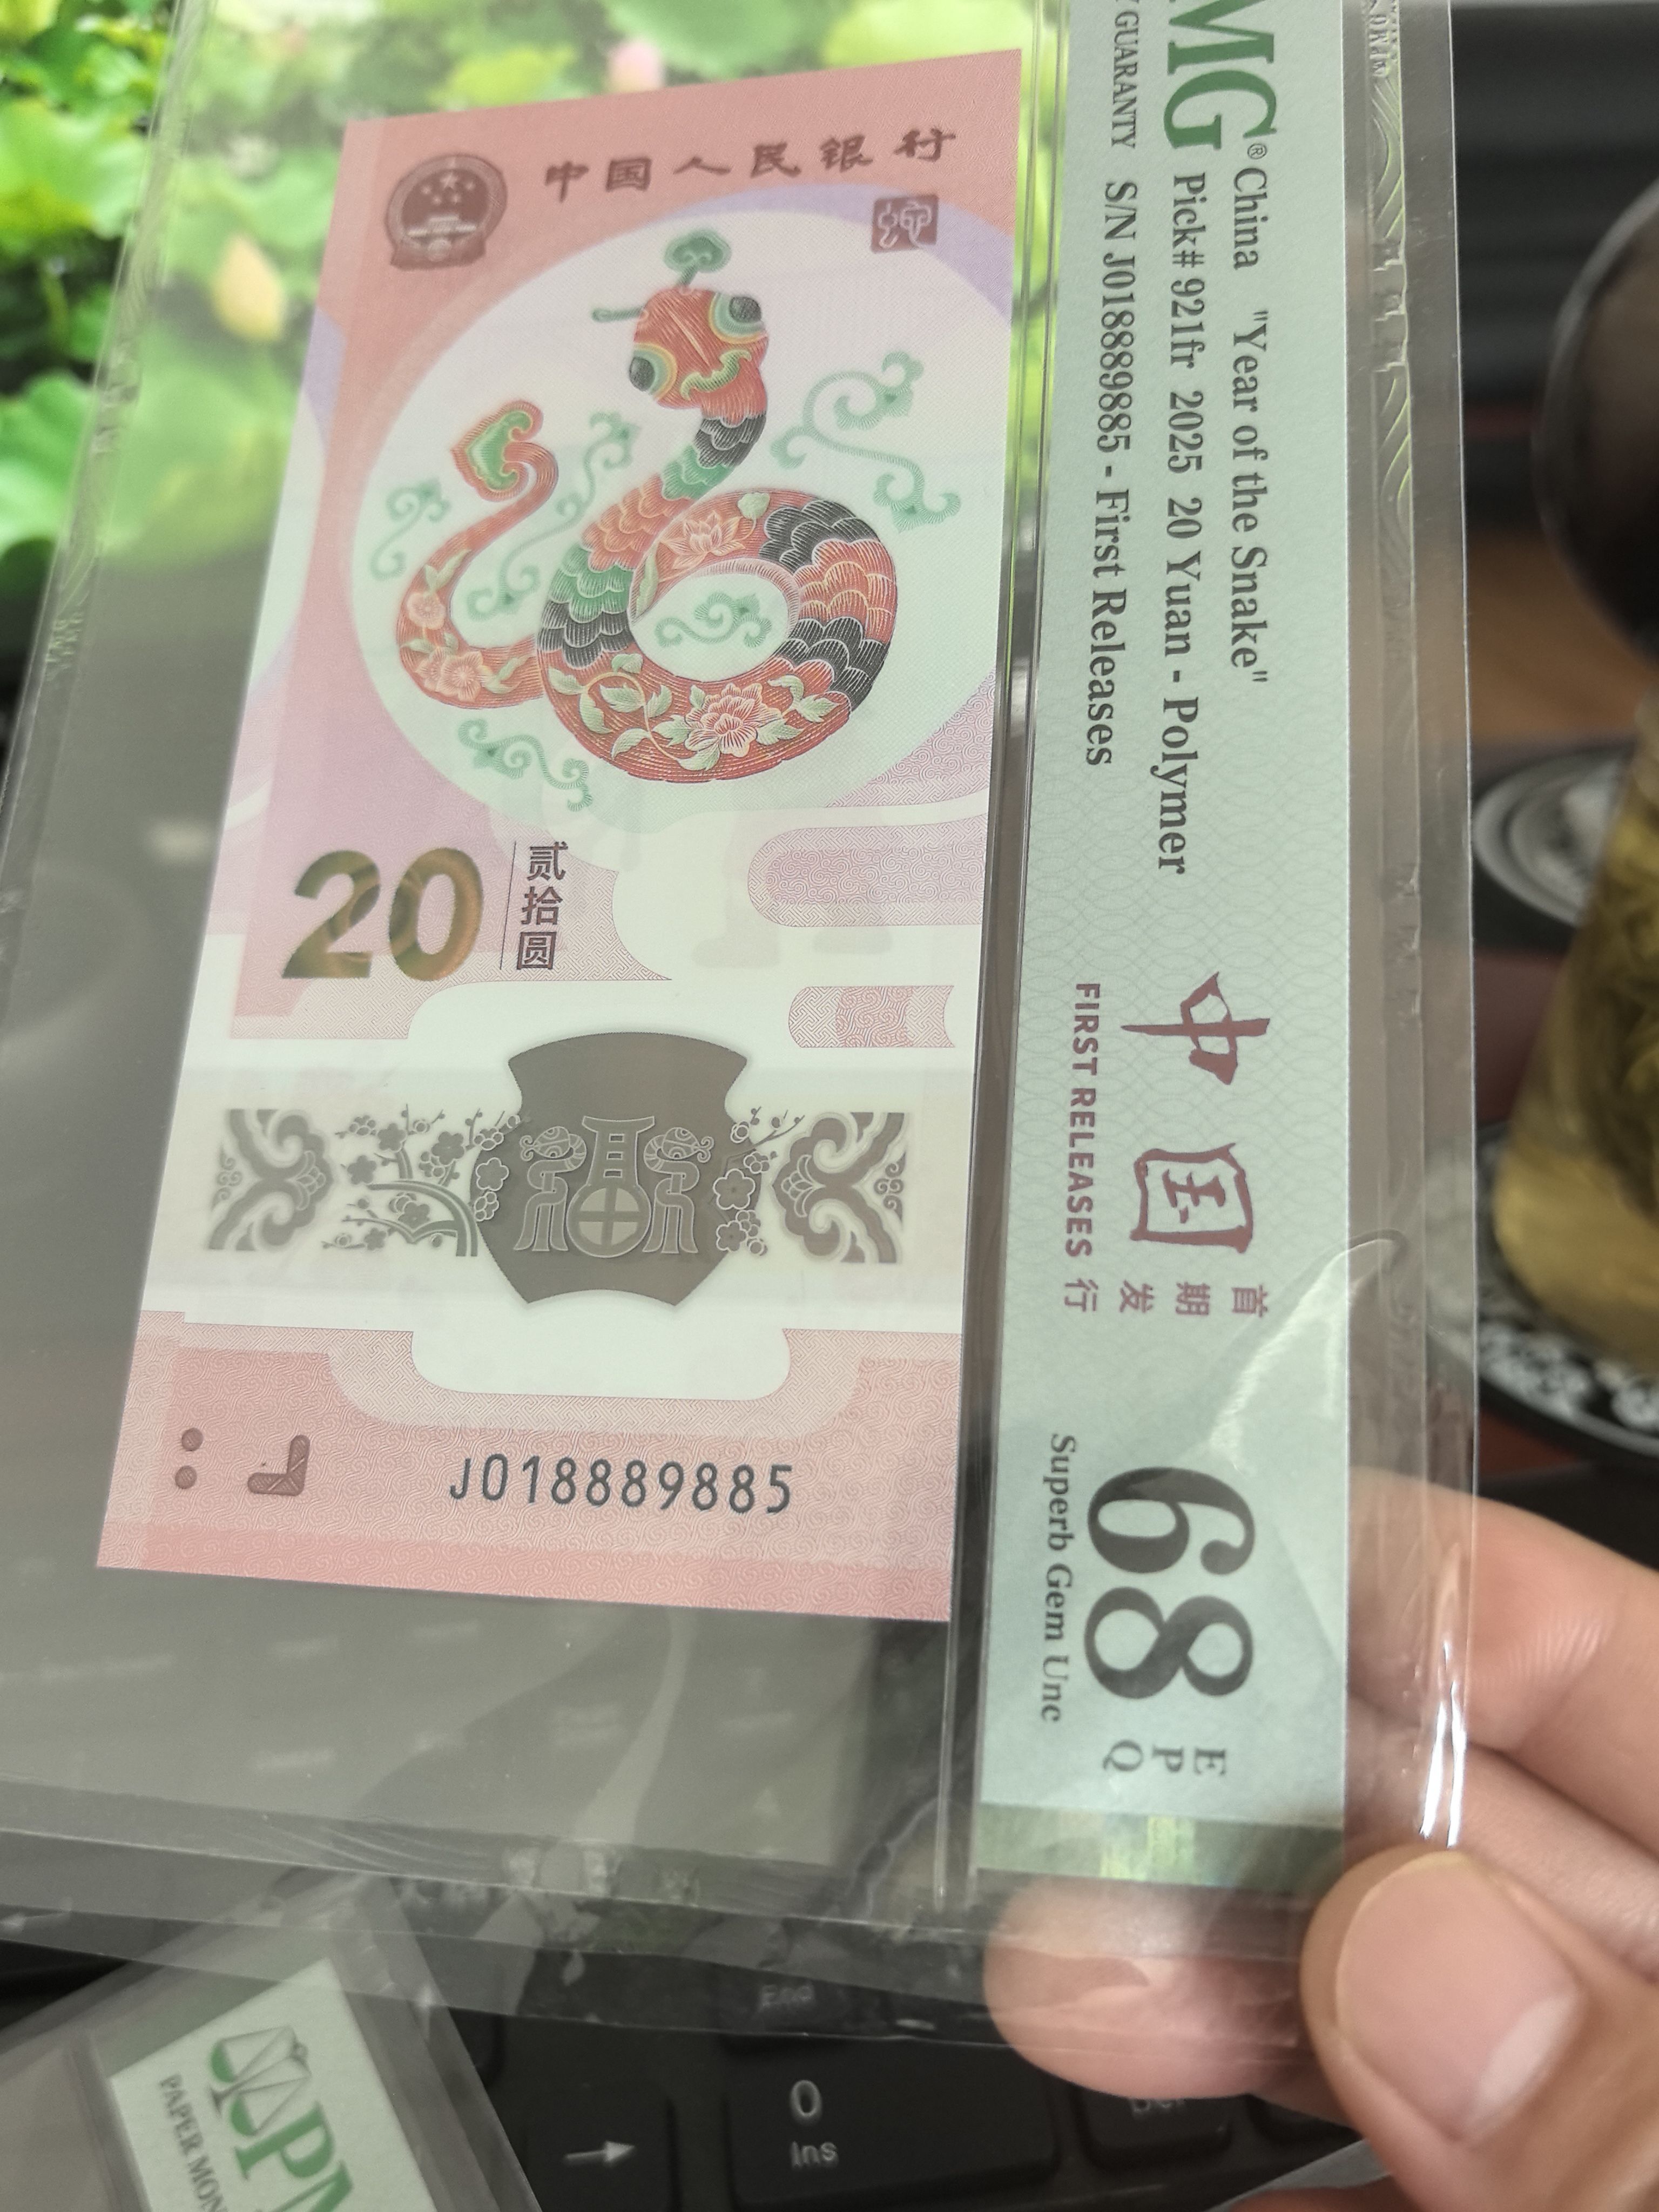 中国人民银行
蛇
20
贰拾圆
J018889885
MG®
GUARANTY
China "Year of the Snake"
Pick# 921fr 2025 20 Yuan - Polymer
S/N J018889885 - First Releases
中国
首期发行
FIRST RELEASES
68
EPQ
Superb Gem Unc
End
0
Ins
PAPER MON